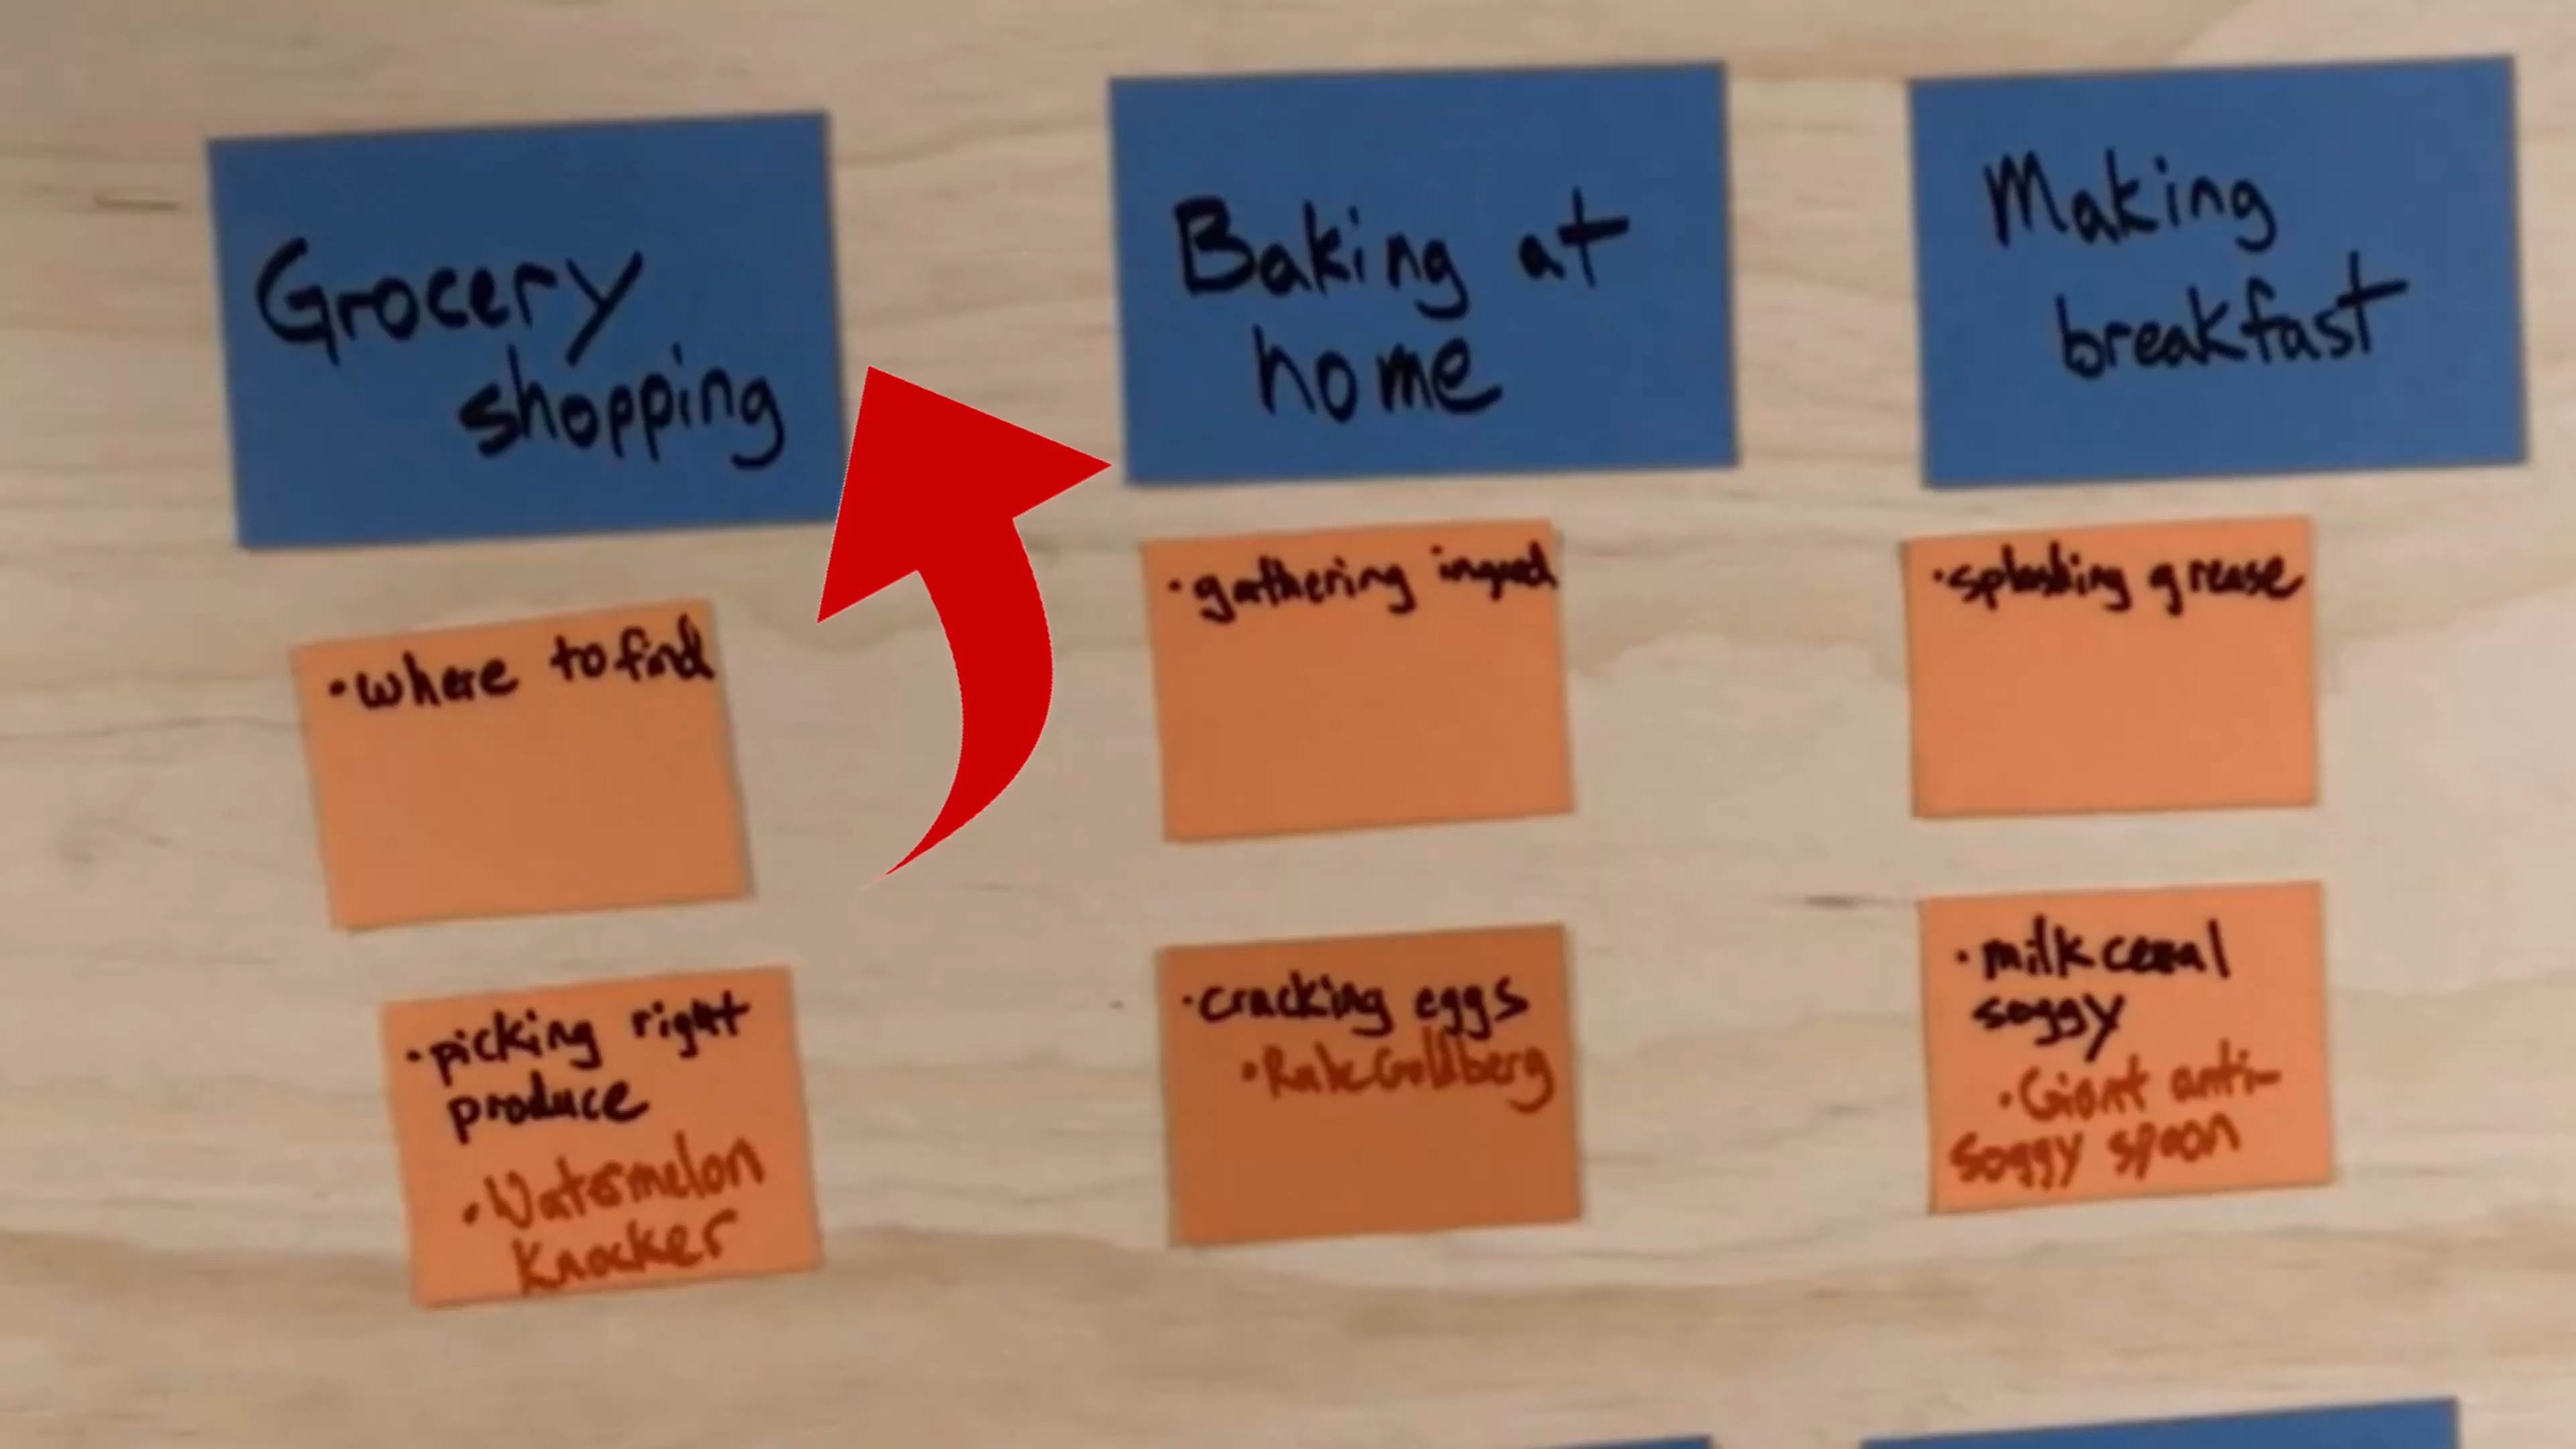 Grocery
shopping
• where to find
• picking right
produce
• Watermelon
Knocker
Baking at
home
• gathering ingred
• cracking eggs
• Rube Goldberg
Making
breakfast
• splashing grease
• milk cereal
soggy
• Giant anti-
soggy spoon